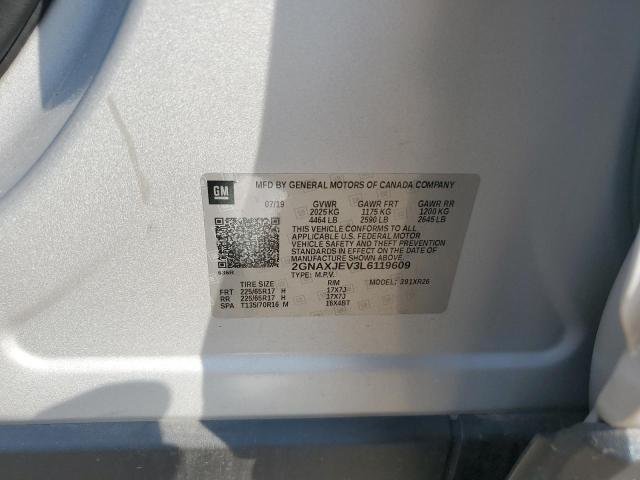 GM
MFD BY GENERAL MOTORS OF CANADA COMPANY
07/19 GVWR GAWR FRT GAWR RR
2025 KG 1175 KG 1200 KG
4464 LB 2590 LB 2645 LB
THIS VEHICLE CONFORMS TO ALL
APPLICABLE U.S. FEDERAL MOTOR
VEHICLE SAFETY AND THEFT PREVENTION
STANDARDS IN EFFECT ON THE DATE
OF MANUFACTURE SHOWN ABOVE.
2GNAXJEV3L6119609
TYPE: M.P.V. 391XR26
TIRE SIZE RIM
FRT 225/65R17 H 17X7J
RR 225/65R17 H 17X7J
SPA T135/70R16 M 16X4BT